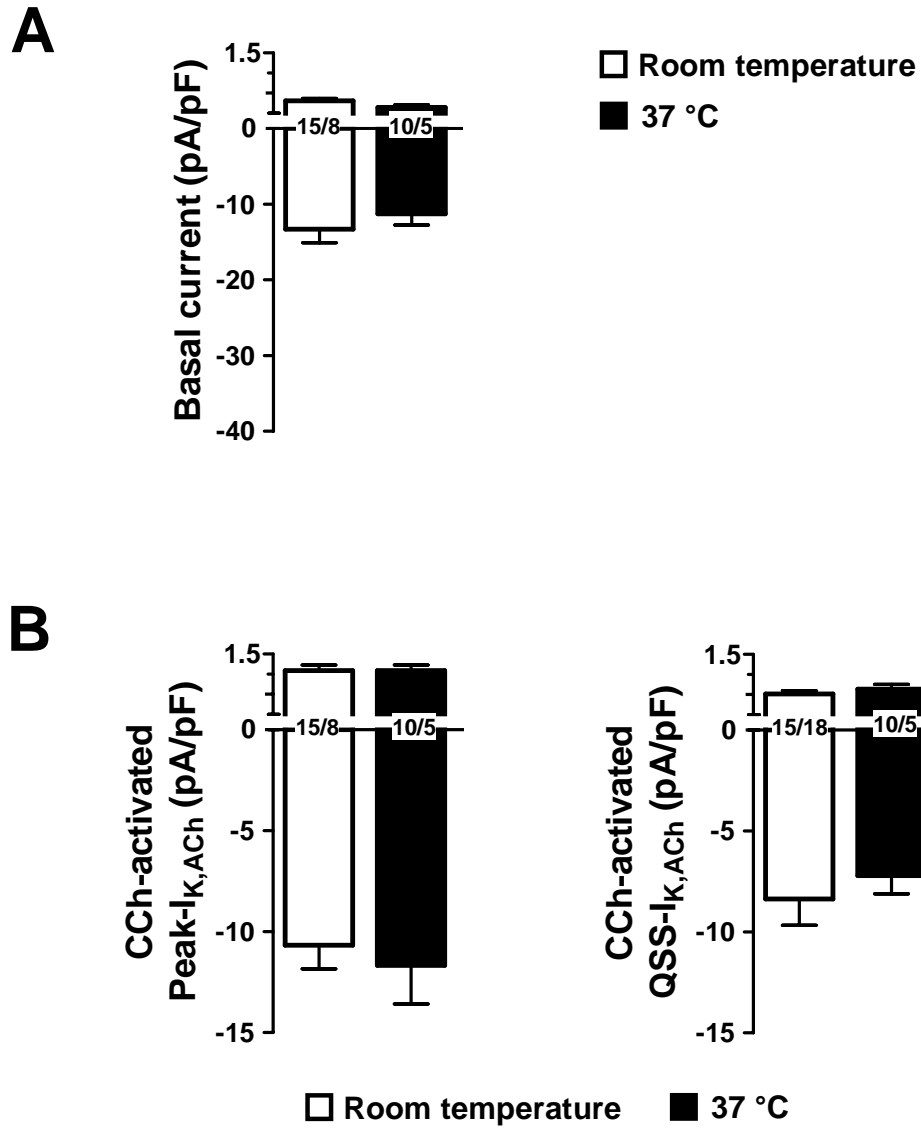 A
Basal current (pA/pF)
1.5
0
-10
-20
-30
-40
15/8
10/5
Room temperature
37 °C
B
CCh-activated
Peak-I_K,ACh (pA/pF)
1.5
0
-5
-10
-15
15/8
10/5
CCh-activated
QSS-I_K,ACh (pA/pF)
1.5
0
-5
-10
-15
15/18
10/5
Room temperature
37 °C